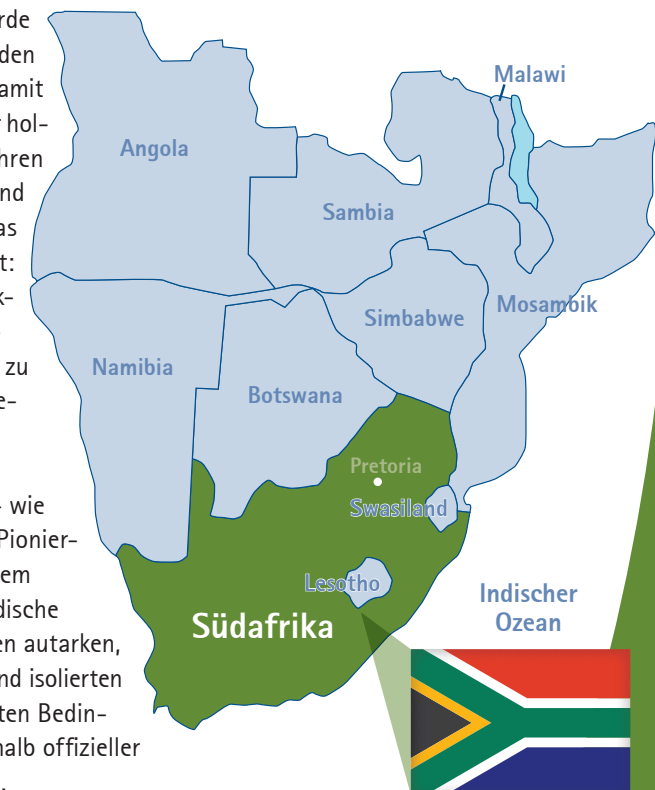 rde
den
amit
hol-
hren
nd
as
t:
k-
zu
e-
wie
Pionier-
em
dische
en autarken,
nd isolierten
ten Bedin-
halb offizieller
Malawi
Angola
Sambia
Simbabwe
Mosambik
Namibia
Botswana
Pretoria
Swasiland
Lesotho
Südafrika
Indischer
Ozean